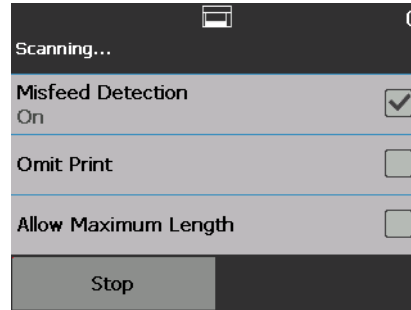 Scanning...
Misfeed Detection
On
Omit Print
Allow Maximum Length
Stop